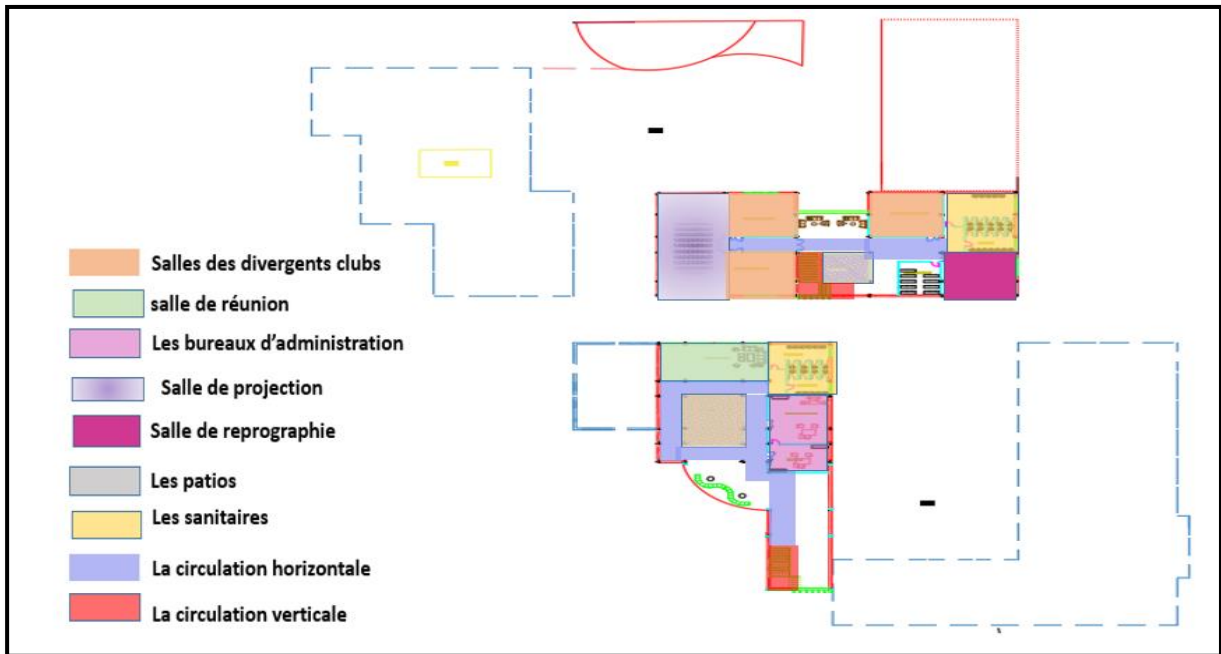 Salles des divergents clubs
salle de réunion
Les bureaux d’administration
Salle de projection
Salle de reprographie
Les patios
Les sanitaires
La circulation horizontale
La circulation verticale